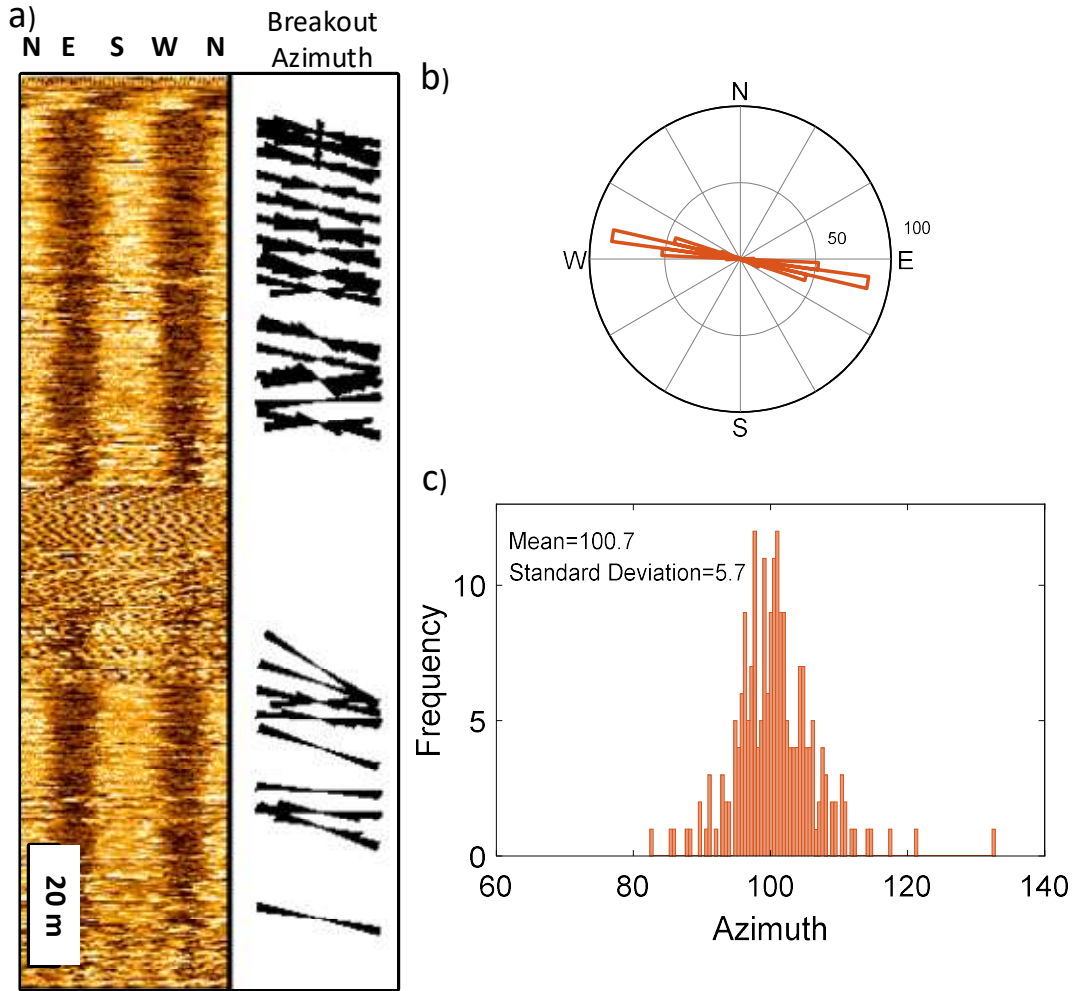 a)
N E S W N
Breakout
Azimuth
20 m
b)
N
50
100
W
E
S
c)
Mean=100.7
Standard Deviation=5.7
10
5
0
Frequency
60 80 100 120 140
Azimuth